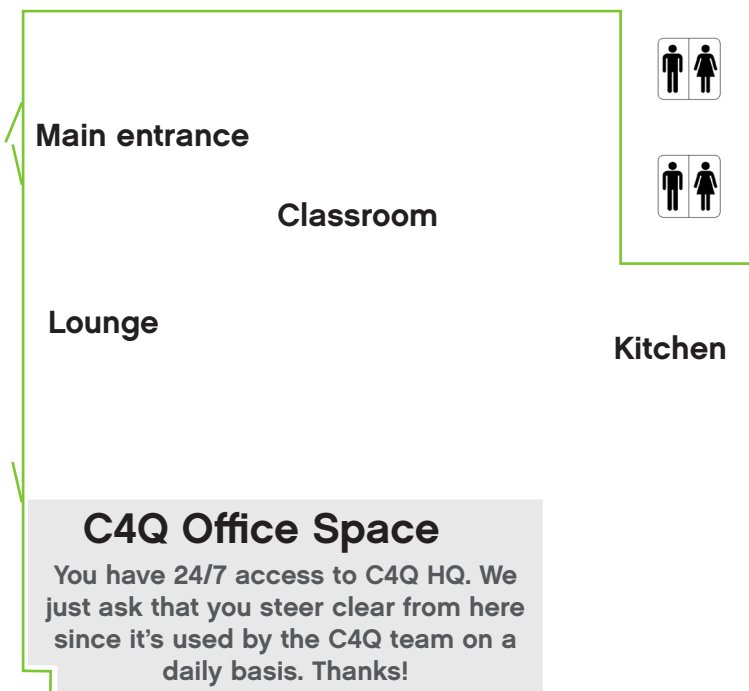 Main entrance
Classroom
Lounge
Kitchen
C4Q Office Space
You have 24/7 access to C4Q HQ. We
just ask that you steer clear from here
since it's used by the C4Q team on a
daily basis. Thanks!